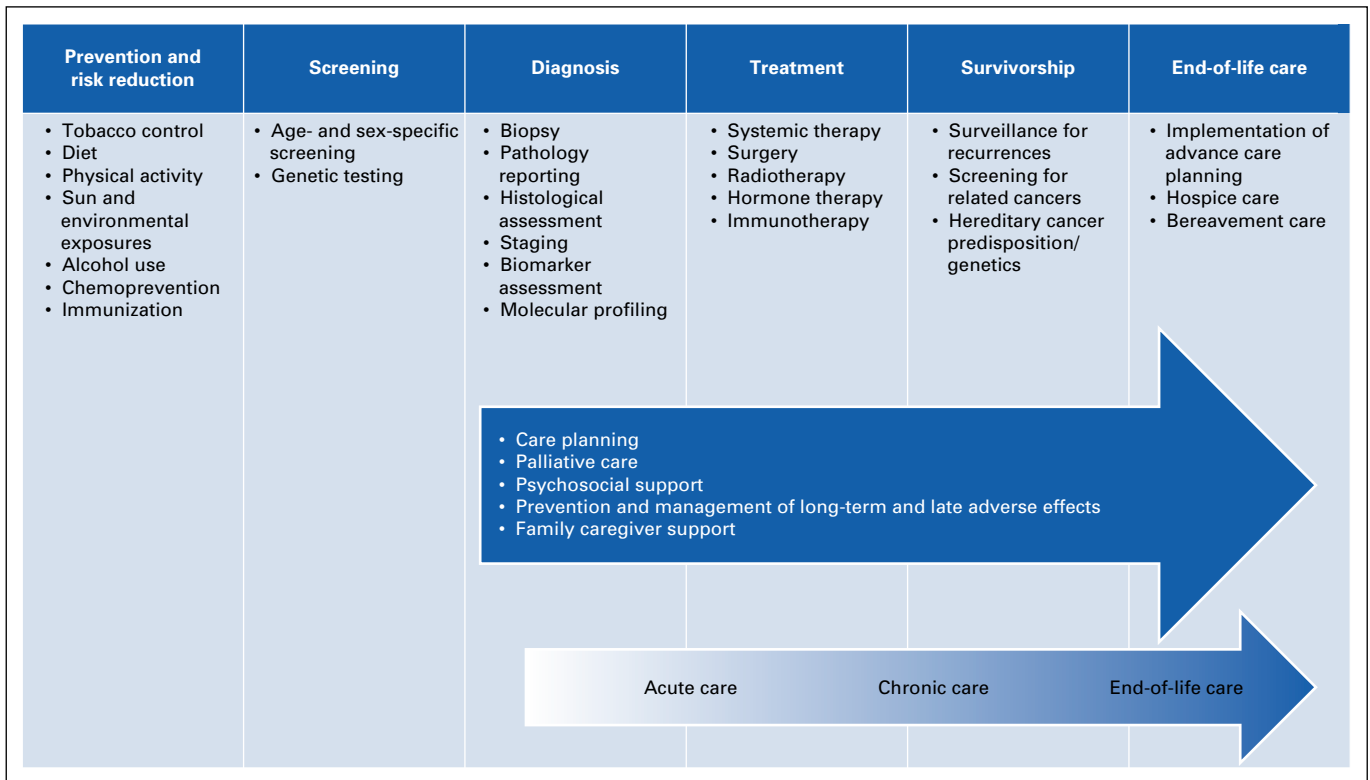 Prevention and
risk reduction
Screening
Diagnosis
Treatment
Survivorship
End-of-life care
• Tobacco control
• Diet
• Physical activity
• Sun and
environmental
exposures
• Alcohol use
• Chemoprevention
• Immunization
• Age- and sex-specific
screening
• Genetic testing
• Biopsy
• Pathology
reporting
• Histological
assessment
• Staging
• Biomarker
assessment
• Molecular profiling
• Systemic therapy
• Surgery
• Radiotherapy
• Hormone therapy
• Immunotherapy
• Surveillance for
recurrences
• Screening for
related cancers
• Hereditary cancer
predisposition/
genetics
• Implementation of
advance care
planning
• Hospice care
• Bereavement care
• Care planning
• Palliative care
• Psychosocial support
• Prevention and management of long-term and late adverse effects
• Family caregiver support
Acute care
Chronic care
End-of-life care